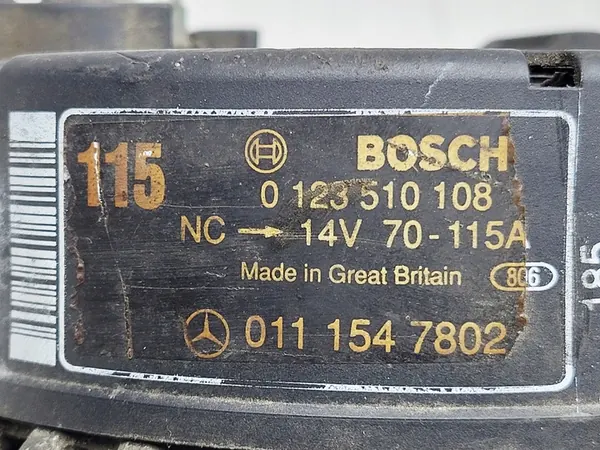 115
BOSCH
0 123 510 108
NC → 14V 70-115A
Made in Great Britain 806
011 154 7802
185